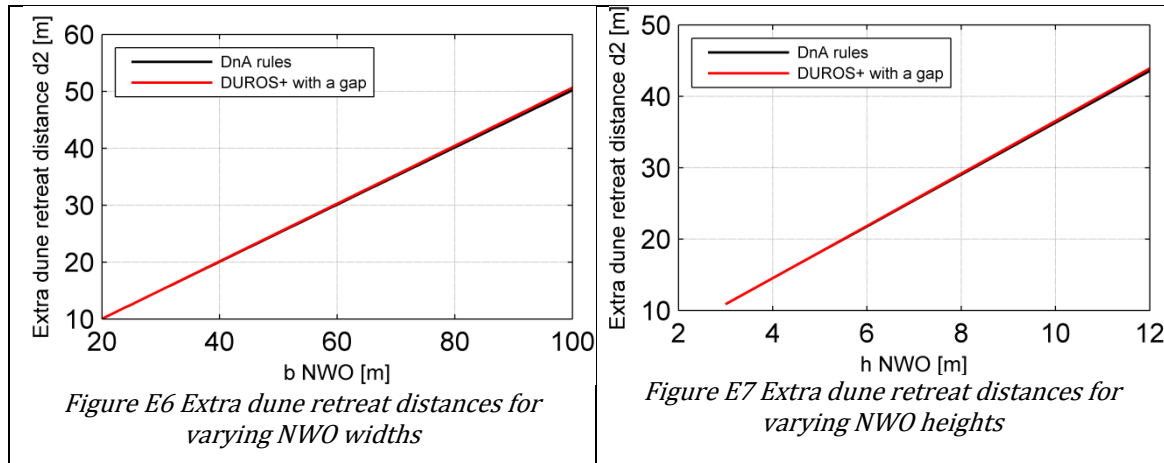 Extra dune retreat distance d2 [m]
60
50
40
30
20
10
DnA rules
DUROS+ with a gap
20
40
60
80
100
b NWO [m]
Figure E6 Extra dune retreat distances for
varying NWO widths
Extra dune retreat distance d2 [m]
50
40
30
20
10
DnA rules
DUROS+ with a gap
2
4
6
8
10
12
h NWO [m]
Figure E7 Extra dune retreat distances for
varying NWO heights